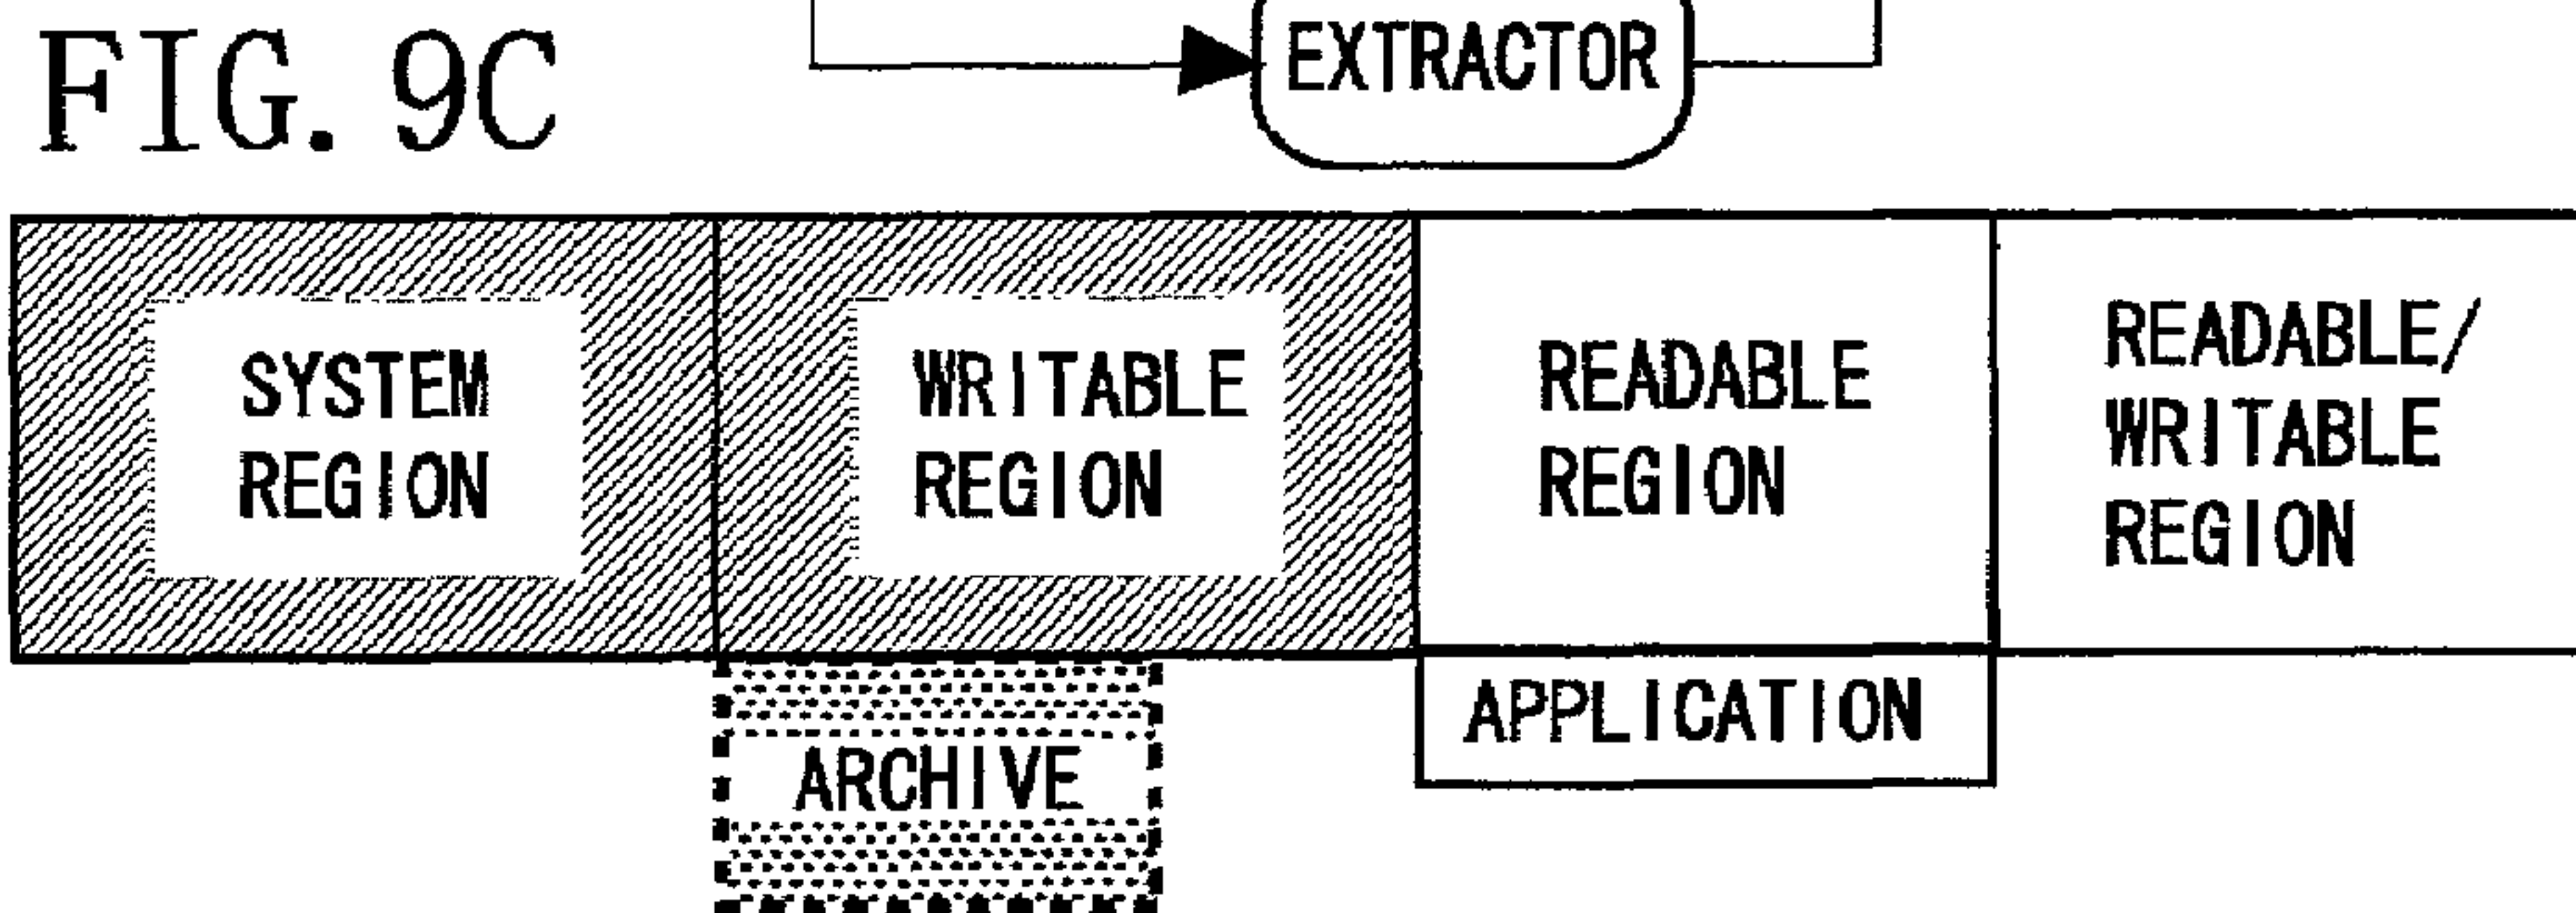 FIG. 9C
EXTRACTOR
SYSTEM
REGION
WRITABLE
REGION
READABLE
REGION
READABLE/
WRITABLE
REGION
ARCHIVE
APPLICATION